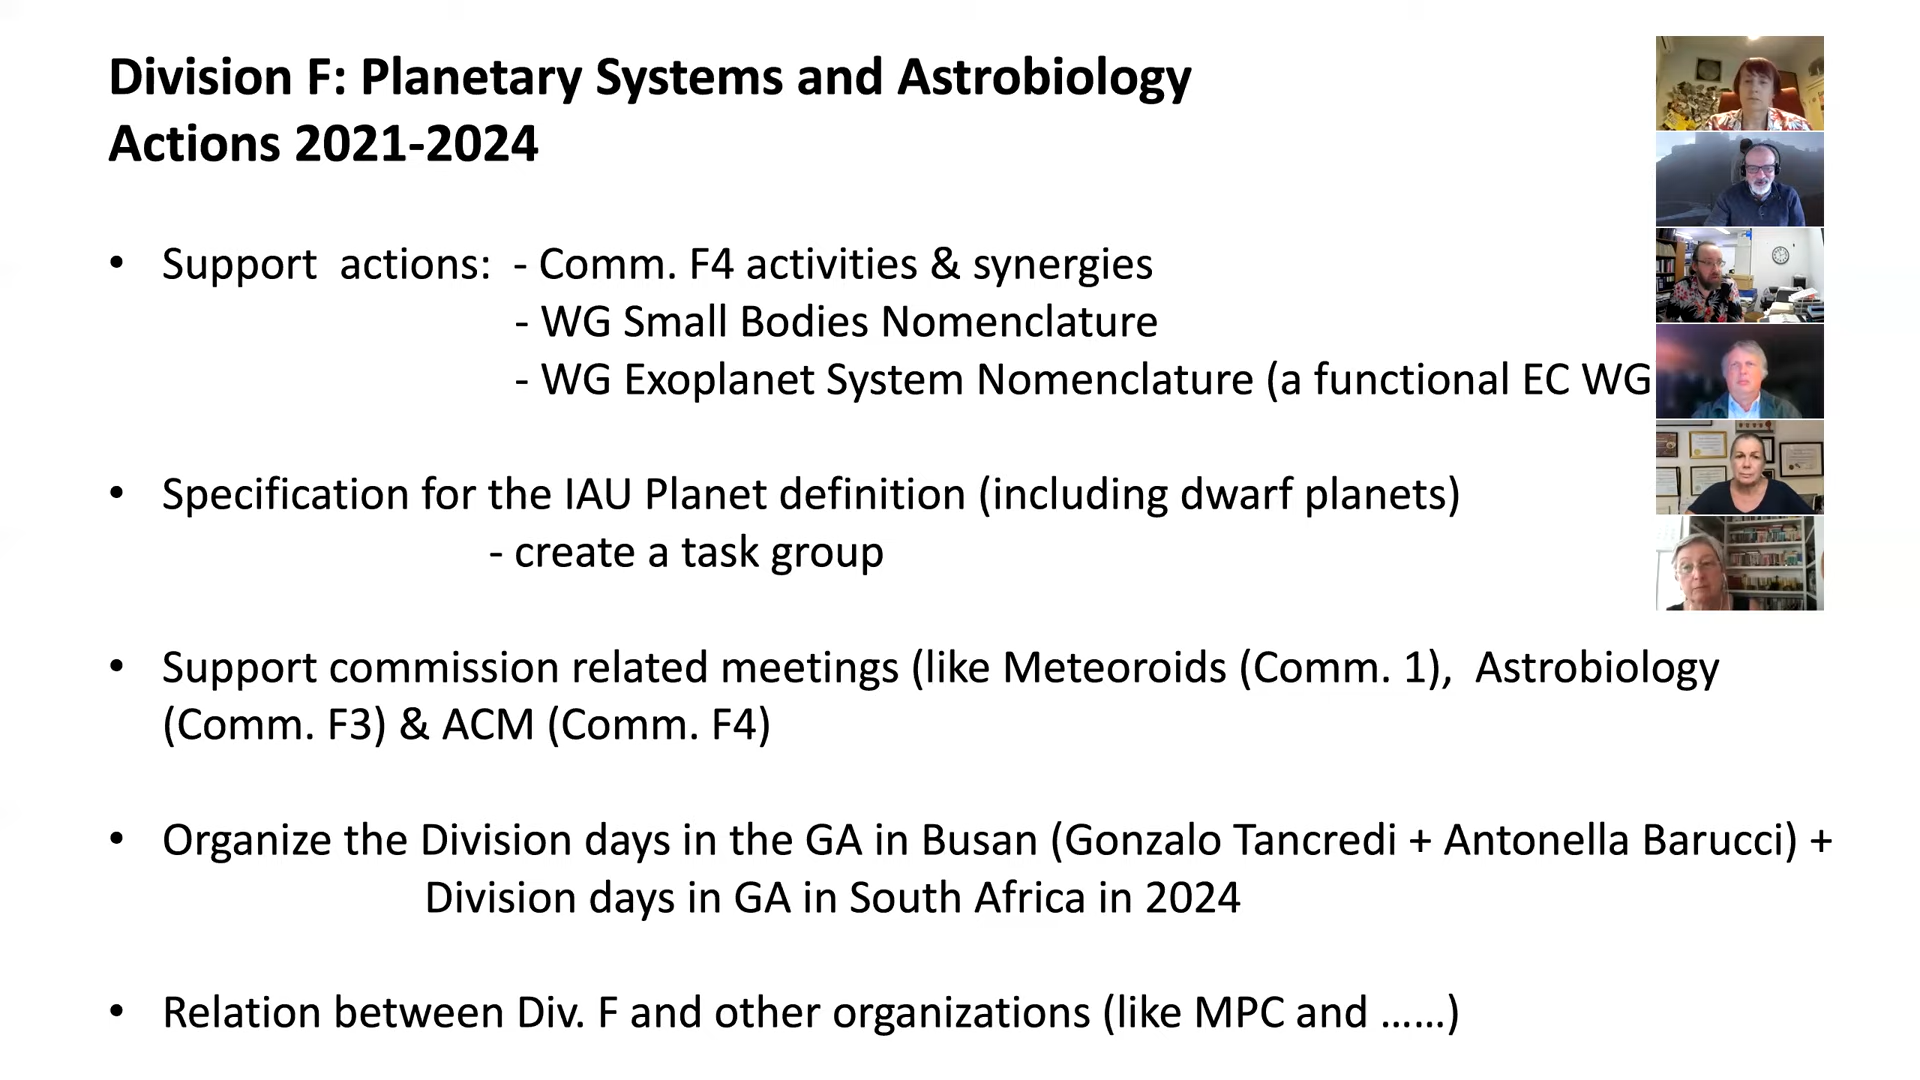 Division F: Planetary Systems and Astrobiology
Actions 2021-2024
• Support  actions:  - Comm. F4 activities & synergies
- WG Small Bodies Nomenclature
- WG Exoplanet System Nomenclature (a functional EC WG
• Specification for the IAU Planet definition (including dwarf planets)
- create a task group
• Support commission related meetings (like Meteoroids (Comm. 1),  Astrobiology
(Comm. F3) & ACM (Comm. F4)
• Organize the Division days in the GA in Busan (Gonzalo Tancredi + Antonella Barucci) +
Division days in GA in South Africa in 2024
• Relation between Div. F and other organizations (like MPC and ……)